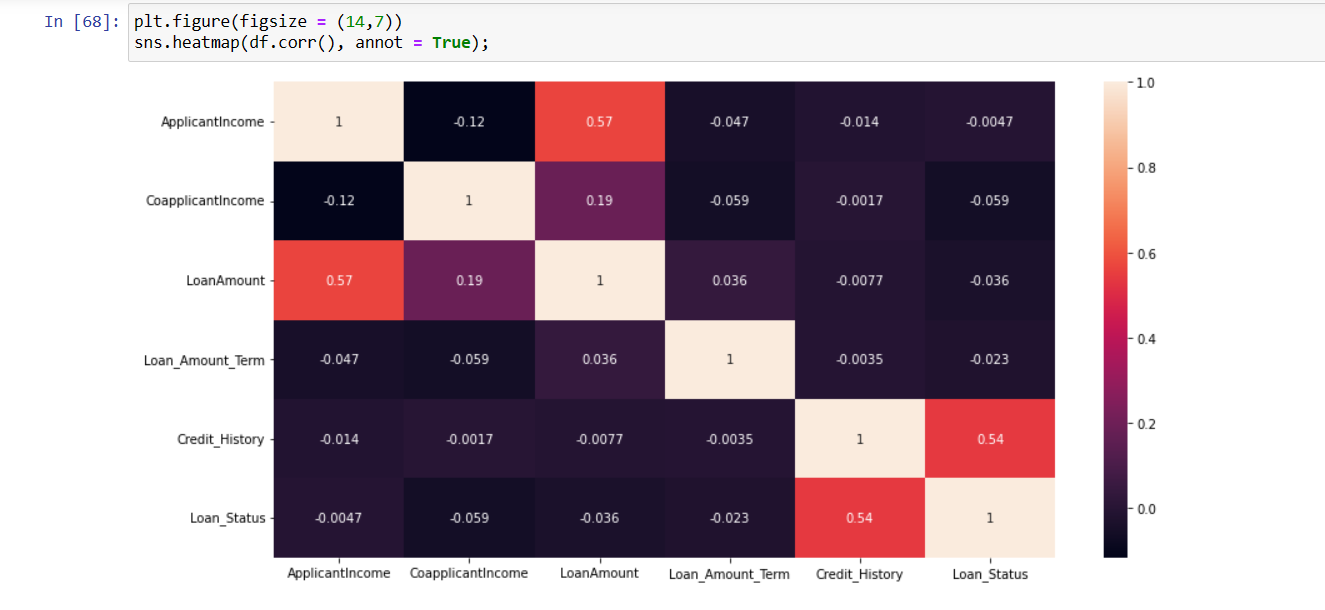 In [68]: plt.figure(figsize = (14,7))
sns.heatmap(df.corr(), annot = True);
1.0
ApplicantIncome 1 -0.12 0.57 -0.047 -0.014 -0.0047
0.8
CoapplicantIncome -0.12 1 0.19 -0.059 -0.0017 -0.059
0.6
LoanAmount 0.57 0.19 1 0.036 -0.0077 -0.036
0.4
Loan_Amount_Term -0.047 -0.059 0.036 1 -0.0035 -0.023
0.2
Credit_History -0.014 -0.0017 -0.0077 -0.0035 1 0.54
0.0
Loan_Status -0.0047 -0.059 -0.036 -0.023 0.54 1
ApplicantIncome CoapplicantIncome LoanAmount Loan_Amount_Term Credit_History Loan_Status